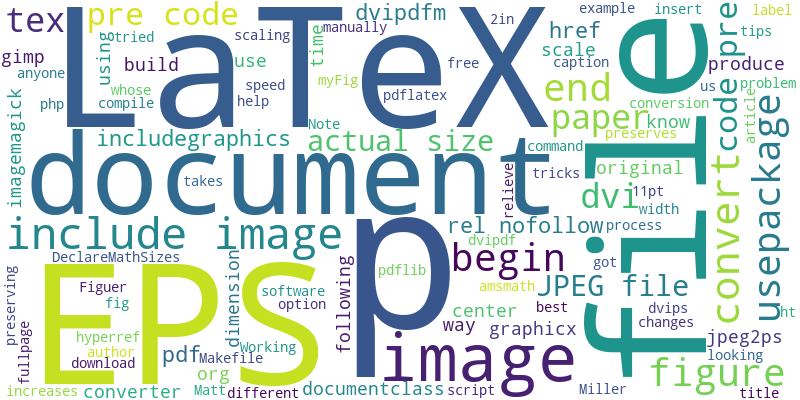 LaTeX
document
EPS
p
file
image
include image
begin
end
paper
figure
convert
usepackage
tex
pre code
dvipdfm
2in
example
insert
label
gimp
tried
manually
href
tips
anyone
using
scaling
time
scale
caption
produce
build
use
whose
speed
myFig
free
us
problem
php
compile
help
pdflatex
conversion
article
imagemagick
Note
know
code pre
includegraphics
actual size
command
preserves
takes
tricks
original
relieve
dvi
11pt
width
rel nofollow
process
DeclareMathSizes
dvipdf
got
preserving
Figuer
dimension
pdflib
JPEG file
amsmath
fullpage
fig
software
following
best
dvips
ht
option
center
changes
hyperref
way
graphicx
jpeg2ps
author
pdf
Makefile
Working
looking
download
org
increases
converter
Matt
different
documentclass
script
Miller
title